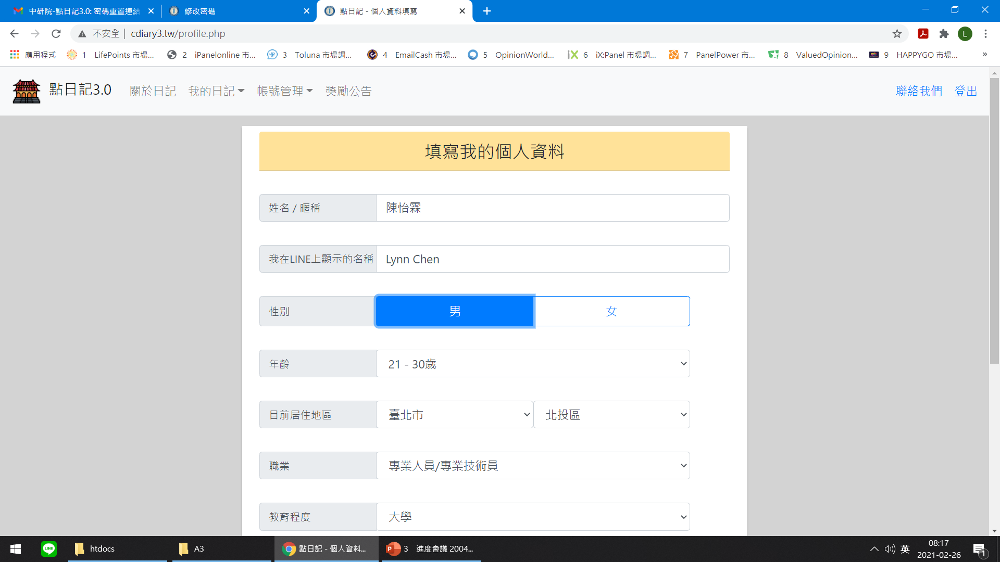 中研院-點日記3.0: 密碼重置連結
修改密碼
點日記 - 個人資料填寫
不安全 | cdiary3.tw/profile.php
L
應用程式
1 LifePoints 市場...
2 iPanelonline 市...
3 Toluna 市場調...
4 EmailCash 市場...
5 OpinionWorld...
6 iX:Panel 市場調...
7 PanelPower 市...
8 ValuedOpinion...
9 HAPPYGO 市場...
»
點日記3.0 關於日記 我的日記 帳號管理 獎勵公告 聯絡我們 登出
填寫我的個人資料
姓名 / 暱稱 陳怡霖
我在LINE上顯示的名稱 Lynn Chen
性別 男 女
年齡 21 - 30歲
目前居住地區 臺北市 北投區
職業 專業人員/專業技術員
教育程度 大學
LINE
htdocs
A3
點日記 - 個人資料...
P 3 進度會議 2004...
英
08:17
2021-02-26
1